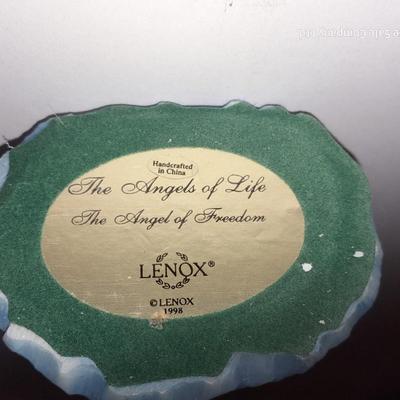 Handcrafted
in China
The Angels of Life
The Angel of Freedom
LENOX®
© LENOX
1998